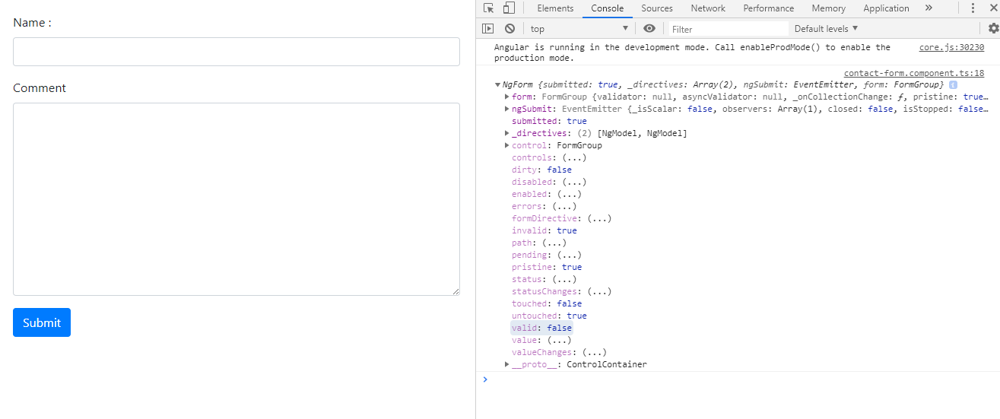 Name :
Comment
Submit
Elements Console Sources Network Performance Memory Application »
top ▼ Filter Default levels ▼
Angular is running in the development mode. Call enableProdMode() to enable the core.js:30230
production mode.
contact-form.component.ts:18
▼NgForm {submitted: true, _directives: Array(2), ngSubmit: EventEmitter, form: FormGroup} i
▶form: FormGroup {validator: null, asyncValidator: null, _onCollectionChange: ƒ, pristine: true…
▶ngSubmit: EventEmitter {_isScalar: false, observers: Array(1), closed: false, isStopped: false…
submitted: true
▶_directives: (2) [NgModel, NgModel]
▶control: FormGroup
controls: (...)
dirty: false
disabled: (...)
enabled: (...)
errors: (...)
formDirective: (...)
invalid: true
path: (...)
pending: (...)
pristine: true
status: (...)
statusChanges: (...)
touched: false
untouched: true
valid: false
value: (...)
valueChanges: (...)
▶__proto__: ControlContainer